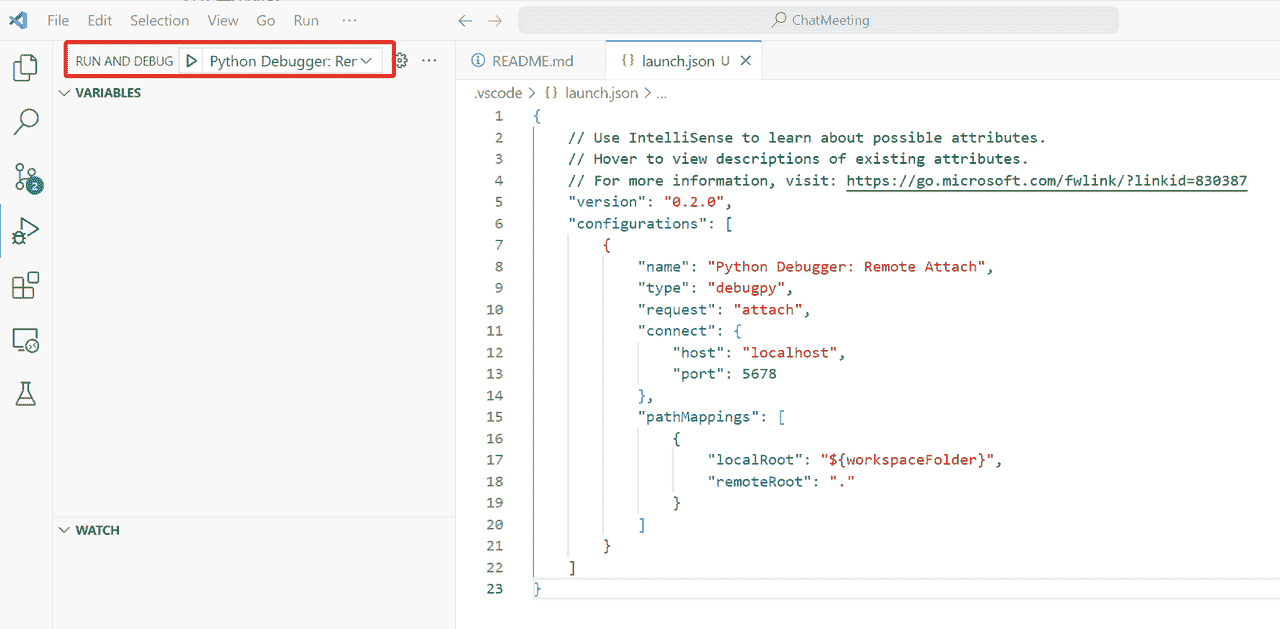 File Edit Selection View Go Run ...
ChatMeeting
RUN AND DEBUG Python Debugger: Rer
VARIABLES
2
WATCH
README.md
launch.json U
.vscode > {} launch.json > ...
1 {
2 // Use IntelliSense to learn about possible attributes.
3 // Hover to view descriptions of existing attributes.
4 // For more information, visit: https://go.microsoft.com/fwlink/?linkid=830387
5 "version": "0.2.0",
6 "configurations": [
7 {
8 "name": "Python Debugger: Remote Attach",
9 "type": "debugpy",
10 "request": "attach",
11 "connect": {
12 "host": "localhost",
13 "port": 5678
14 },
15 "pathMappings": [
16 {
17 "localRoot": "${workspaceFolder}",
18 "remoteRoot": "."
19 }
20 ]
21 }
22 ]
23 }